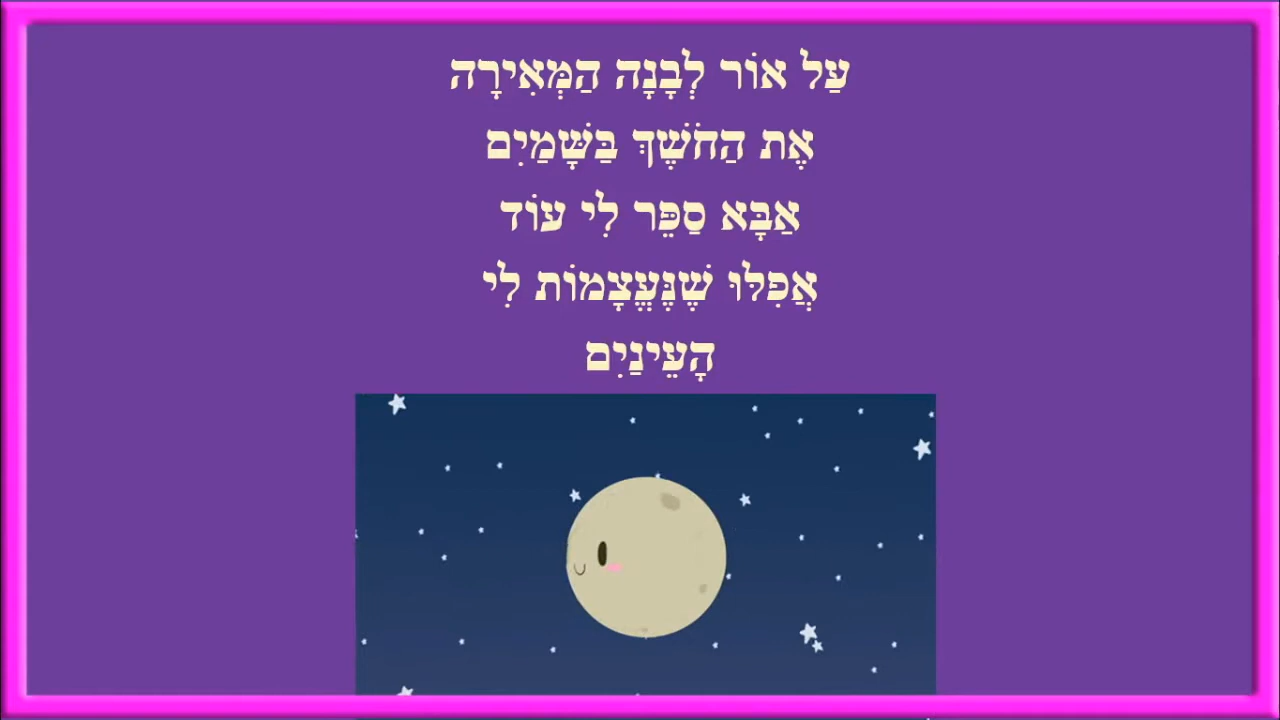 עַל אוֹר לְבָנָה הַמְּאִירָה
אֶת הַחֹשֶׁךְ בַּשָּׁמַיִם
אַבָּא סַפֵּר לִי עוֹד
אֲפִלּוּ שֶׁנֶּעֱצָמוֹת לִי
הָעֵינַיִם